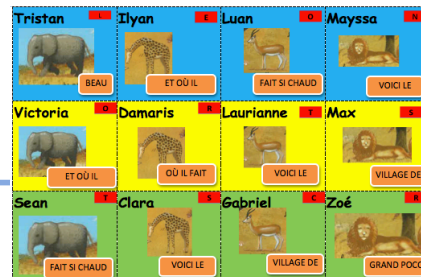 Tristan L Ilyan E Luan O Mayssa N
BEAU ET OÙ IL FAIT SI CHAUD VOICI LE
Victoria O Damaris R Laurianne T Max S
ET OÙ IL OÙ IL FAIT VOICI LE VILLAGE DE
Sean T Clara S Gabriel C Zoé R
FAIT SI CHAUD VOICI LE VILLAGE DE GRAND POCO